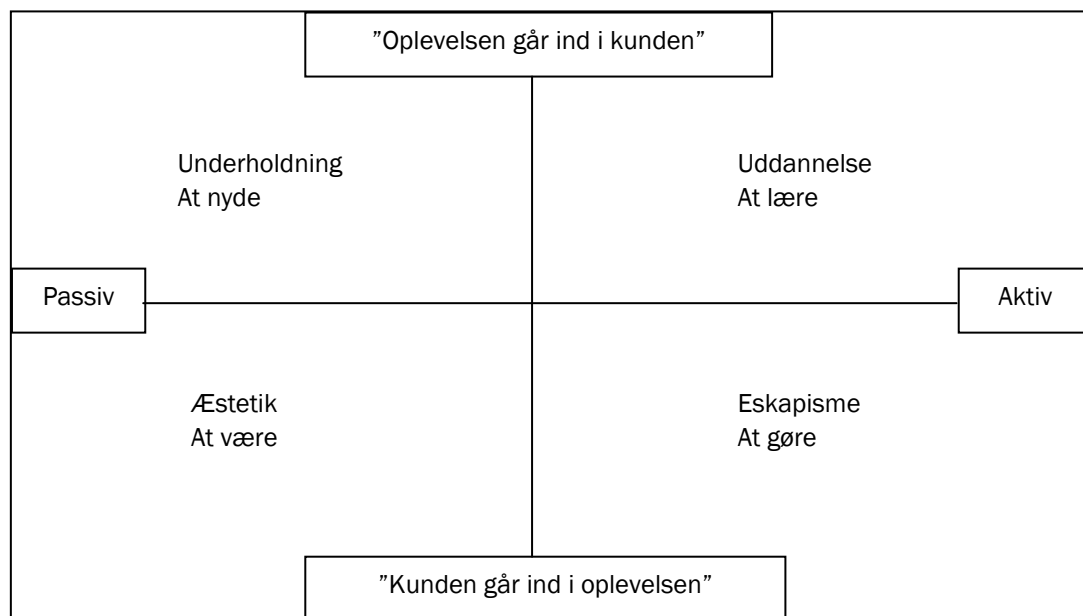 ”Oplevelsen går ind i kunden”
Underholdning
At nyde
Uddannelse
At lære
Passiv
Aktiv
Æstetik
At være
Eskapisme
At gøre
”Kunden går ind i oplevelsen”